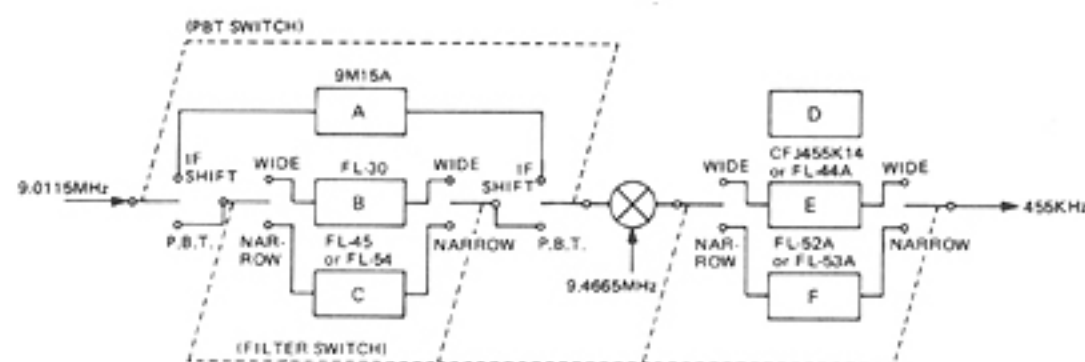 (PBT SWITCH)
9M15A
A
D
IF
SHIFT
WIDE
FL-30
WIDE
IF
SHIFT
WIDE
CFJ455K14
or FL-44A
WIDE
9.0115MHz
B
E
455KHz
P.B.T.
NAR-
ROW
FL-45
or FL-54
NARROW
P.B.T.
NAR-
ROW
FL-52A
or FL-53A
NARROW
C
9.4665MHz
F
(FILTER SWITCH)